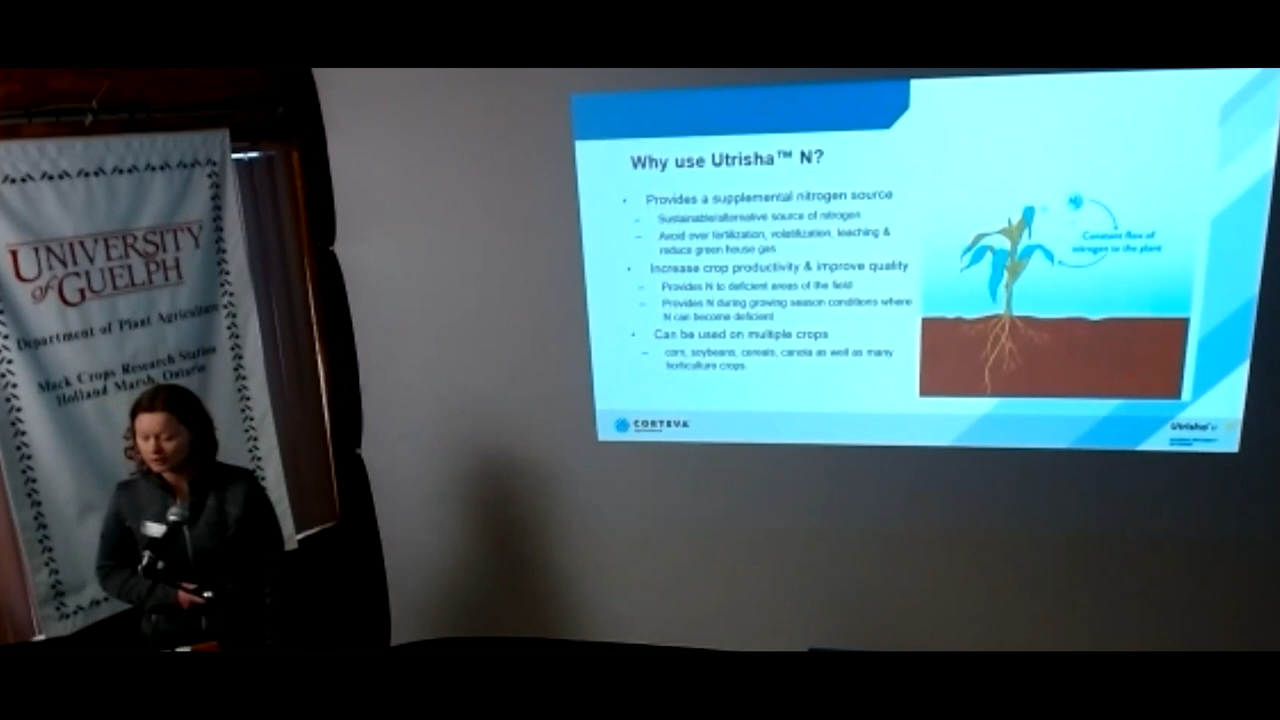 UNIVERSITY
of GUELPH
Department of Plant Agriculture
Muck Crops Research Station
Holland Marsh, Ontario
Why use Utrisha™ N?
• Provides a supplemental nitrogen source
– Sustainable/alternative source of nitrogen
– Avoid over fertilization, volatilization, leaching &
reduce green house gas
• Increase crop productivity & improve quality
– Provides N to deficient areas of the field
– Provides N during growing season conditions where
N can become deficient
• Can be used on multiple crops
– corn, soybeans, cereals, canola as well as many
horticulture crops
Constant flow of
nitrogen to the plant
CORTEVA
Utrisha N